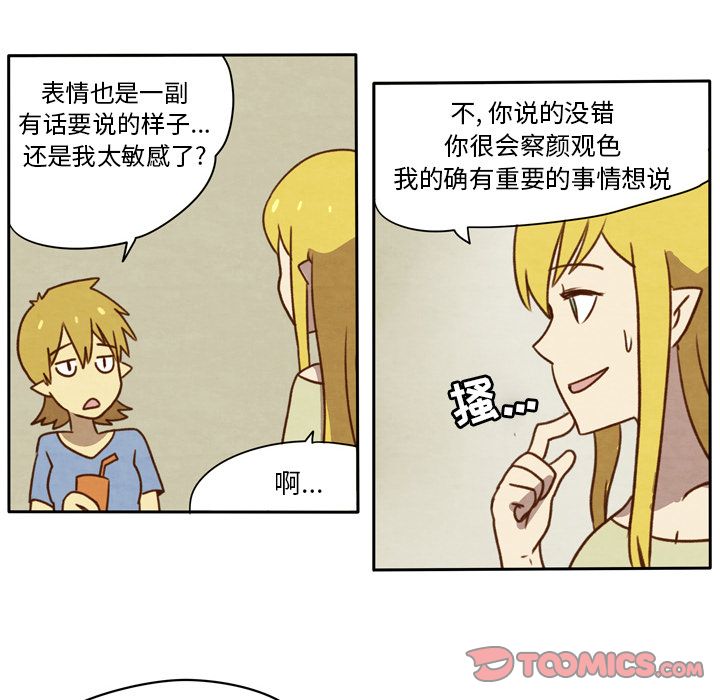 表情也是一副
有话要说的样子...
还是我太敏感了?
啊...
不, 你说的没错
你很会察颜观色
我的确有重要的事情想说
搔...
TOOMICS.COM